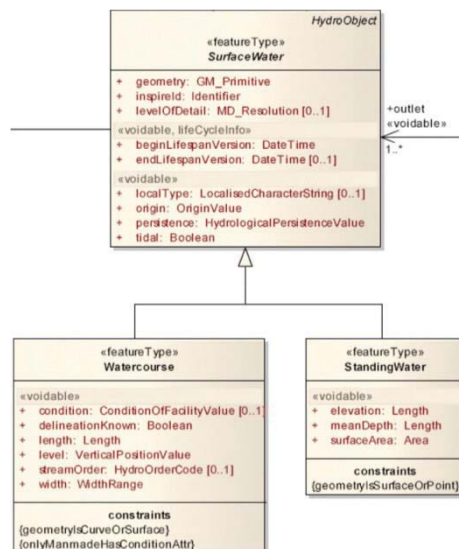 HydroObject
«featureType»
SurfaceWater
+ geometry: GM_Primitive
+ inspireId: Identifier
+ levelOfDetail: MD_Resolution [0..1]
«voidable, lifeCycleInfo»
+ beginLifespanVersion: DateTime
+ endLifespanVersion: DateTime [0..1]
«voidable»
+ localType: LocalisedCharacterString [0..1]
+ origin: OriginValue
+ persistence: HydrologicalPersistenceValue
+ tidal: Boolean
+outlet
«voidable»
1..*
«featureType»
Watercourse
«voidable»
+ condition: ConditionOfFacilityValue [0..1]
+ delineationKnown: Boolean
+ length: Length
+ level: VerticalPositionValue
+ streamOrder: HydroOrderCode [0..1]
+ width: WidthRange
constraints
{geometryIsCurveOrSurface}
{onlyManmadeHasConditionAttr}
«featureType»
StandingWater
«voidable»
+ elevation: Length
+ meanDepth: Length
+ surfaceArea: Area
constraints
{geometryIsSurfaceOrPoint}